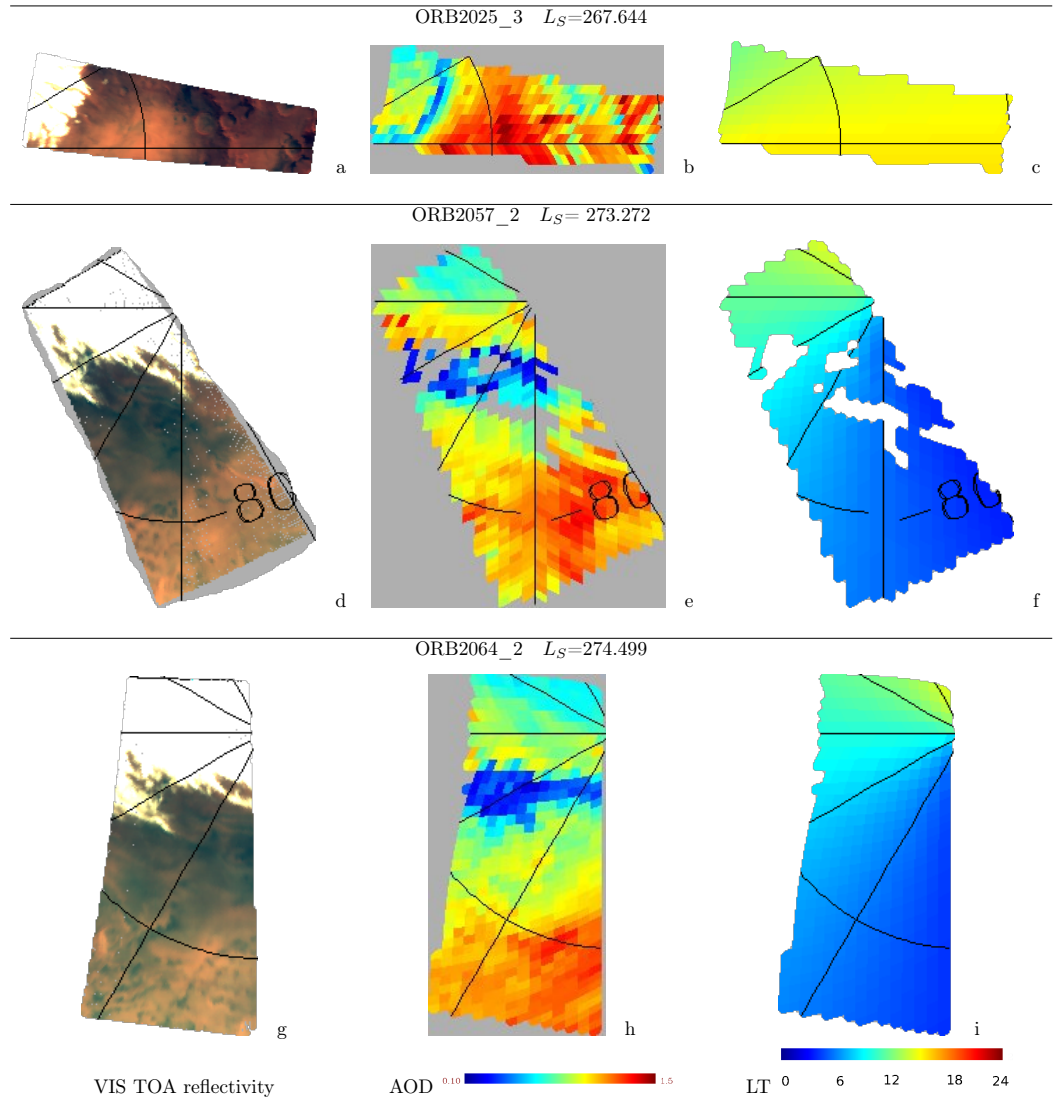 ORB2025_3 L_S=267.644
a b c
ORB2057_2 L_S= 273.272
-80 -80 -80
d e f
ORB2064_2 L_S=274.499
g h i
VIS TOA reflectivity AOD 0.10 1.5 LT 0 6 12 18 24